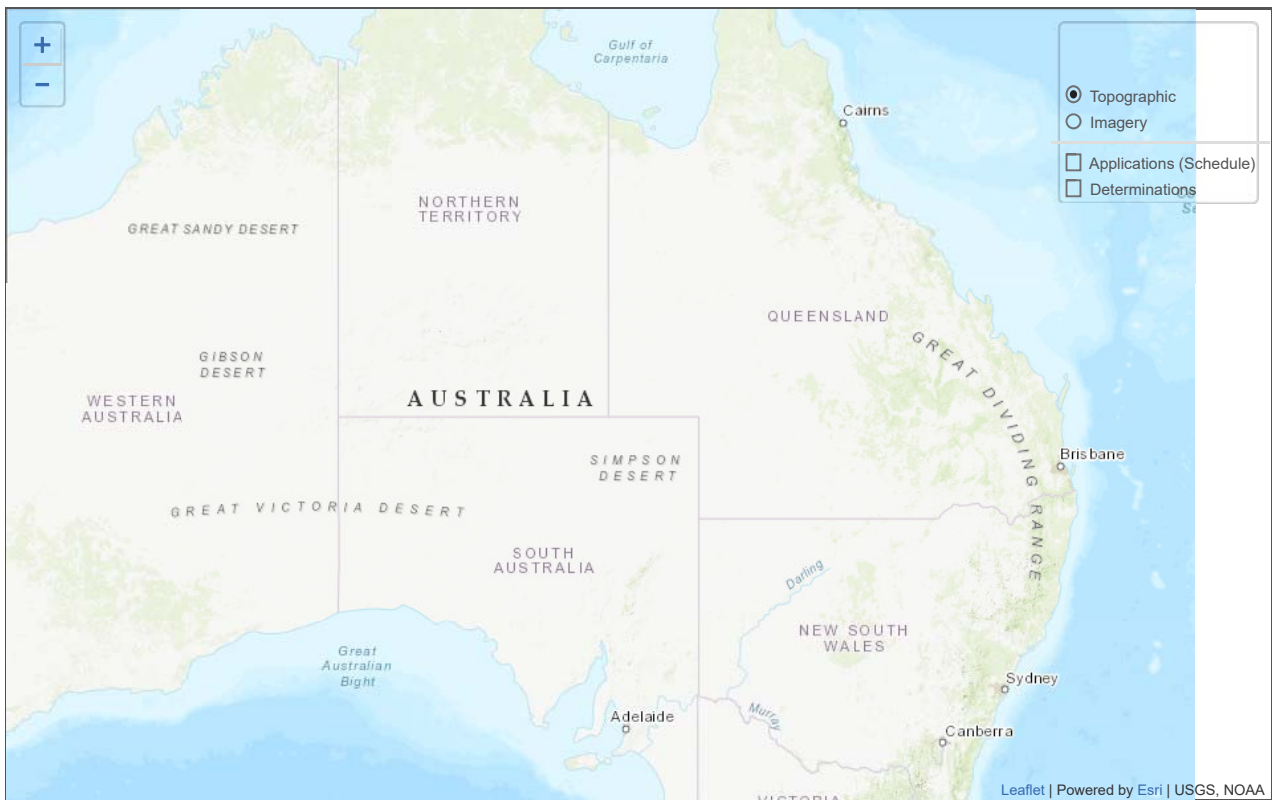 +
−
Gulf of
Carpentaria
Cairns
Topographic
Imagery
Applications (Schedule)
Determinations
NORTHERN
TERRITORY
GREAT SANDY DESERT
QUEENSLAND
GREAT DIVIDING RANGE
GIBSON
DESERT
WESTERN
AUSTRALIA
AUSTRALIA
SIMPSON
DESERT
Brisbane
GREAT VICTORIA DESERT
SOUTH
AUSTRALIA
Darling
NEW SOUTH
WALES
Great
Australian
Bight
Sydney
Adelaide
Murray
Canberra
VICTORIA
Leaflet | Powered by Esri | USGS, NOAA